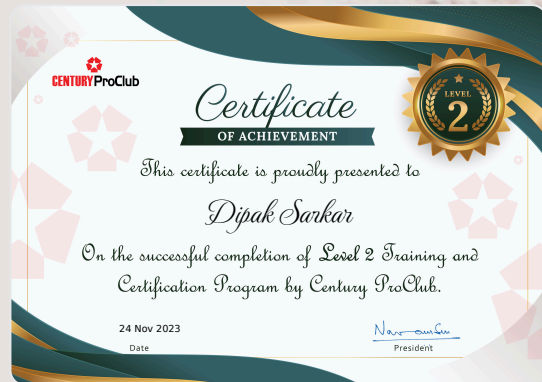 CENTURY ProClub
Certificate
OF ACHIEVEMENT
LEVEL
2
This certificate is proudly presented to
Dipak Sarkar
On the successful completion of Level 2 Training and
Certification Program by Century ProClub.
24 Nov 2023
Date
President